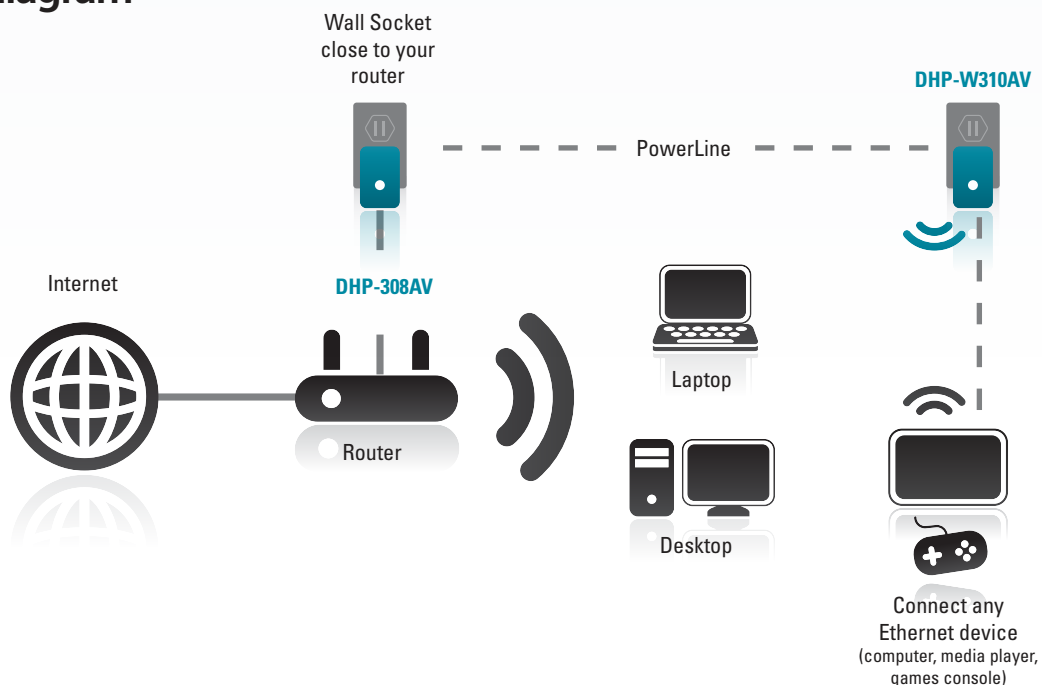 Wall Socket
close to your
router
DHP-W310AV
PowerLine
Internet
DHP-308AV
Laptop
Router
Desktop
Connect any
Ethernet device
(computer, media player,
games console)